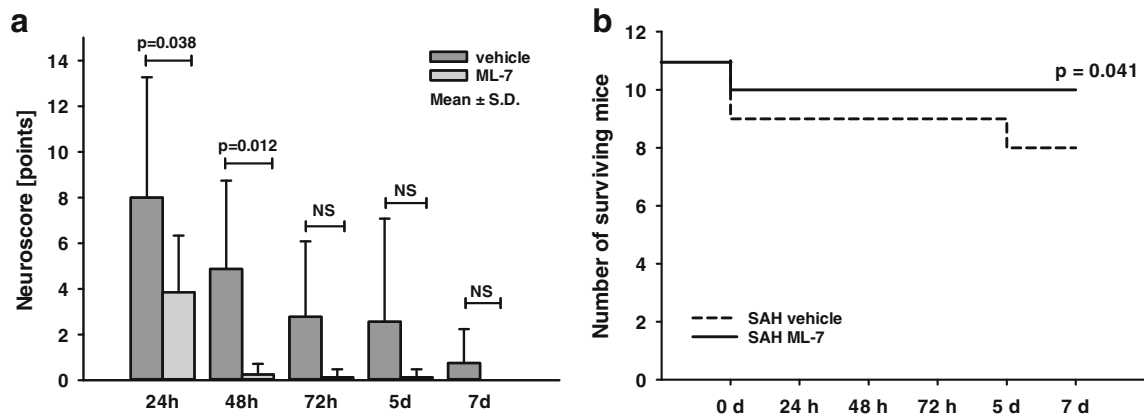 a
p=0.038
14
12
10
8
6
4
2
0
Neuroscore [points]
vehicle
ML-7
Mean ± S.D.
p=0.012
NS
NS
NS
24h
48h
72h
5d
7d
b
12
11
10
8
6
4
2
0
Number of surviving mice
p = 0.041
SAH vehicle
SAH ML-7
0 d
24 h
48 h
72 h
5 d
7 d